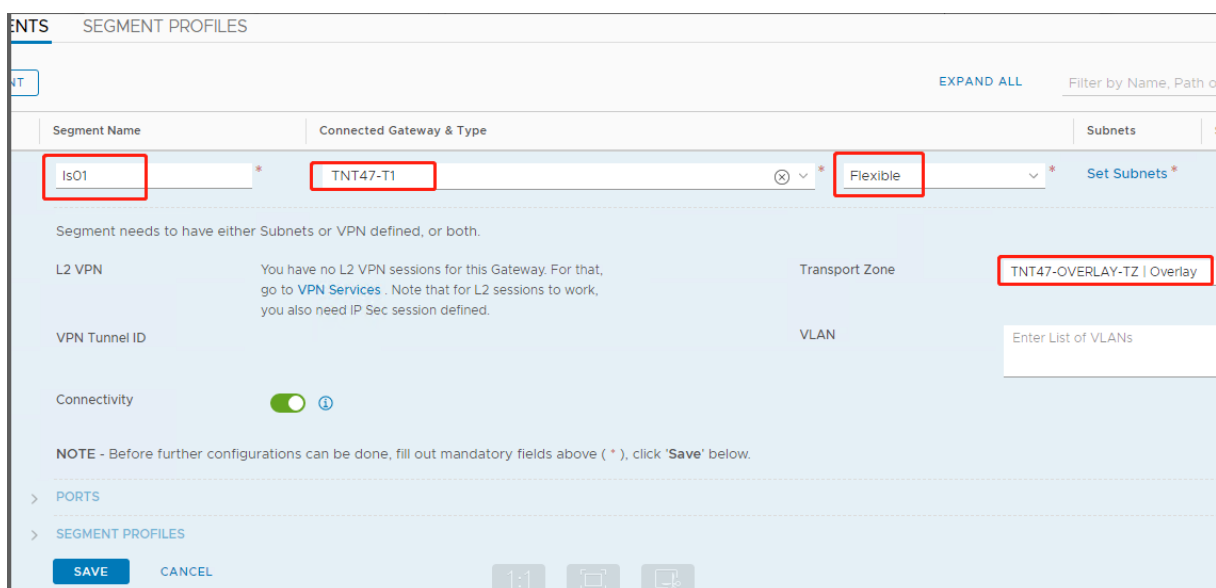 ENTS SEGMENT PROFILES
NT
EXPAND ALL Filter by Name, Path o
Segment Name Connected Gateway & Type Subnets
ls01 * TNT47-T1 * Flexible * Set Subnets *
Segment needs to have either Subnets or VPN defined, or both.
L2 VPN You have no L2 VPN sessions for this Gateway. For that, Transport Zone TNT47-OVERLAY-TZ | Overlay
go to VPN Services . Note that for L2 sessions to work,
you also need IP Sec session defined.
VPN Tunnel ID VLAN Enter List of VLANs
Connectivity
NOTE - Before further configurations can be done, fill out mandatory fields above ( * ), click 'Save' below.
PORTS
SEGMENT PROFILES
SAVE CANCEL
1:1